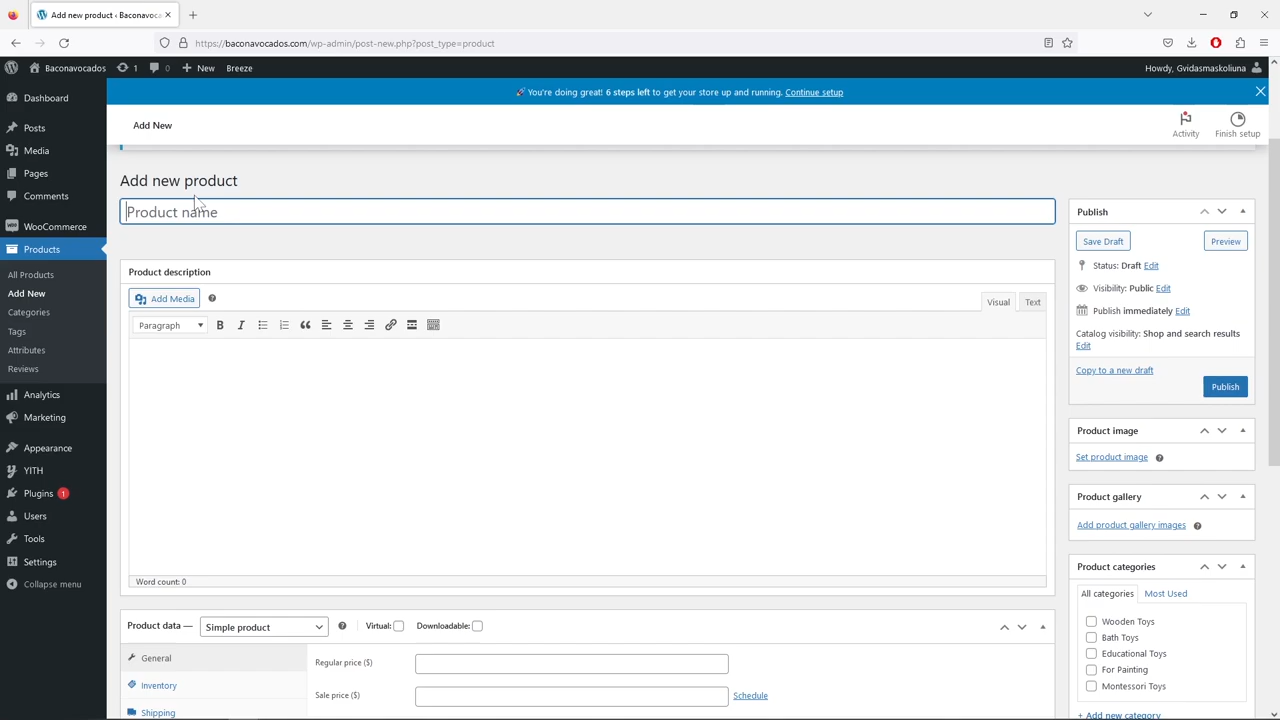 Add new product ‹ Baconavoca
https://baconavocados.com/wp-admin/post-new.php?post_type=product
Baconavocados
1
0
New
Breeze
Howdy, Gvidasmaskoliuna
Dashboard
Posts
Media
Pages
Comments
WooCommerce
Products
All Products
Add New
Categories
Tags
Attributes
Reviews
Analytics
Marketing
Appearance
YITH
Plugins 1
Users
Tools
Settings
Collapse menu
🚀 You're doing great! 6 steps left to get your store up and running. Continue setup
Add New
Activity
Finish setup
Add new product
Product name
Product description
Add Media
Visual
Text
Paragraph
Word count: 0
Product data — Simple product
Virtual:
Downloadable:
General
Inventory
Shipping
Regular price ($)
Sale price ($)
Schedule
Publish
Save Draft
Preview
Status: Draft Edit
Visibility: Public Edit
Publish immediately Edit
Catalog visibility: Shop and search results
Edit
Copy to a new draft
Publish
Product image
Set product image
Product gallery
Add product gallery images
Product categories
All categories
Most Used
Wooden Toys
Bath Toys
Educational Toys
For Painting
Montessori Toys
+ Add new category